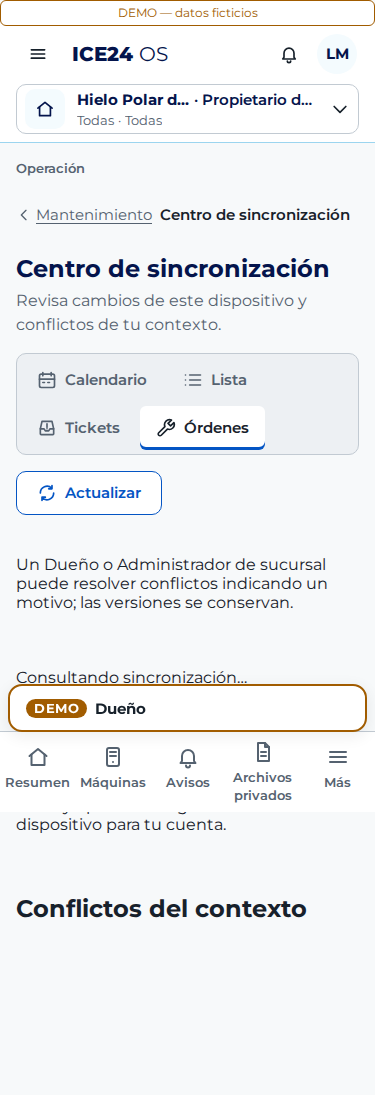 DEMO — datos ficticios
ICE24 OS
LM
Hielo Polar d... · Propietario d...
Todas · Todas
Operación
Mantenimiento Centro de sincronización
Centro de sincronización
Revisa cambios de este dispositivo y
conflictos de tu contexto.
Calendario
Lista
Tickets
Órdenes
Actualizar
Un Dueño o Administrador de sucursal
puede resolver conflictos indicando un
motivo; las versiones se conservan.
Consultando sincronización...
DEMO Dueño
Resumen
Máquinas
Avisos
Archivos
privados
Más
dispositivo para tu cuenta.
Conflictos del contexto